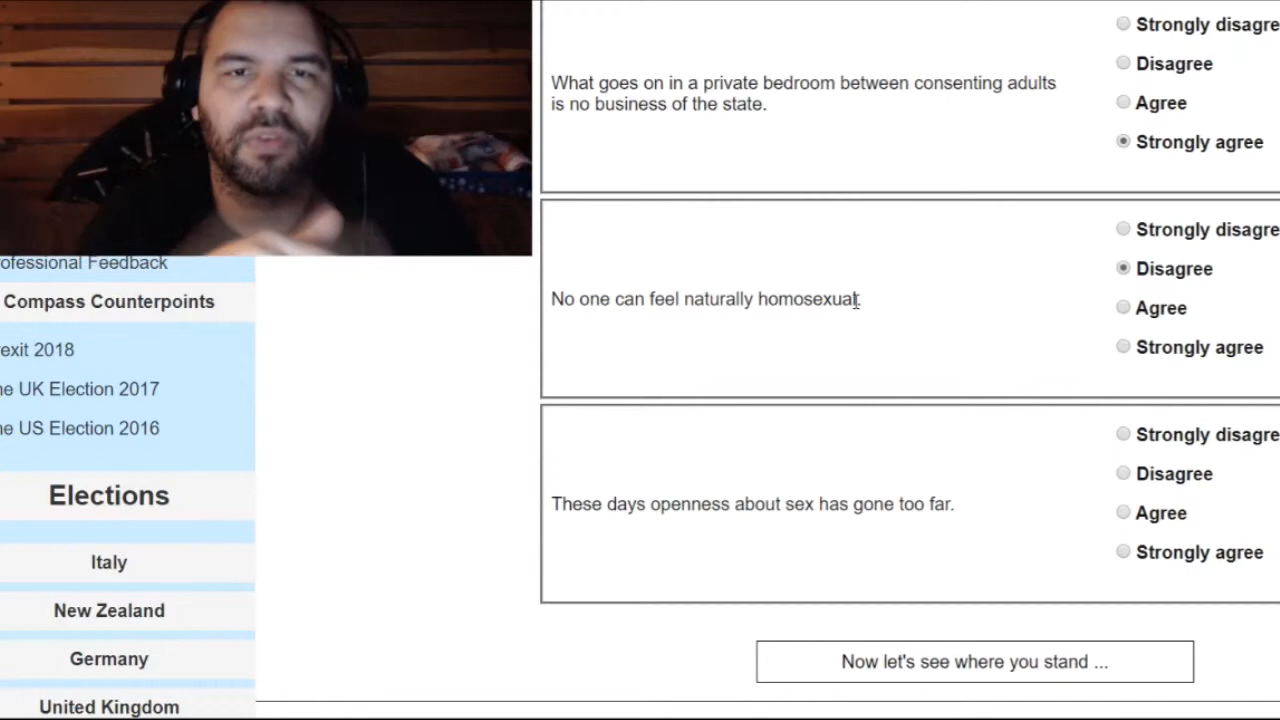 Strongly disagre
What goes on in a private bedroom between consenting adults
is no business of the state.
Disagree
Agree
Strongly agree
No one can feel naturally homosexual.
Strongly disagre
Disagree
Agree
Strongly agree
These days openness about sex has gone too far.
Strongly disagre
Disagree
Agree
Strongly agree
Now let's see where you stand ...
ofessional Feedback
Compass Counterpoints
exit 2018
he UK Election 2017
he US Election 2016
Elections
Italy
New Zealand
Germany
United Kingdom